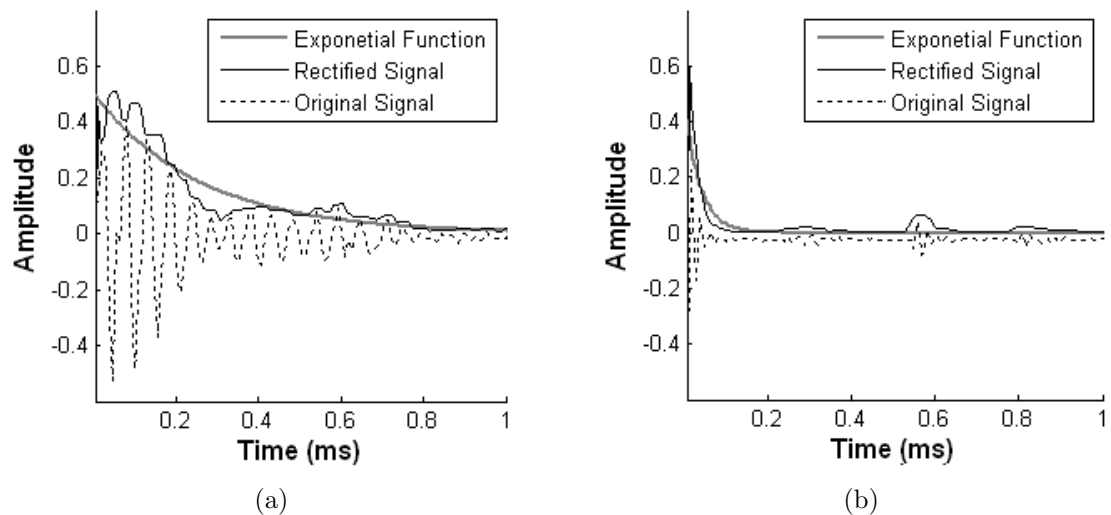 Exponetial Function
Rectified Signal
Original Signal
0.6
0.4
0.2
0
-0.2
-0.4
Amplitude
0.2
0.4
0.6
0.8
1
Time (ms)
(a)
Exponetial Function
Rectified Signal
Original Signal
0.6
0.4
0.2
0
-0.2
-0.4
Amplitude
0.2
0.4
0.6
0.8
1
Time (ms)
(b)